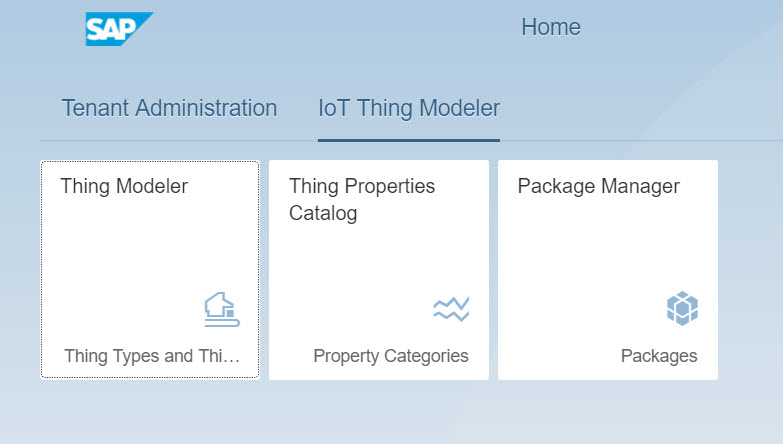 SAP
Home
Tenant Administration
IoT Thing Modeler
Thing Modeler
Thing Types and Thi…
Thing Properties
Catalog
Property Categories
Package Manager
Packages